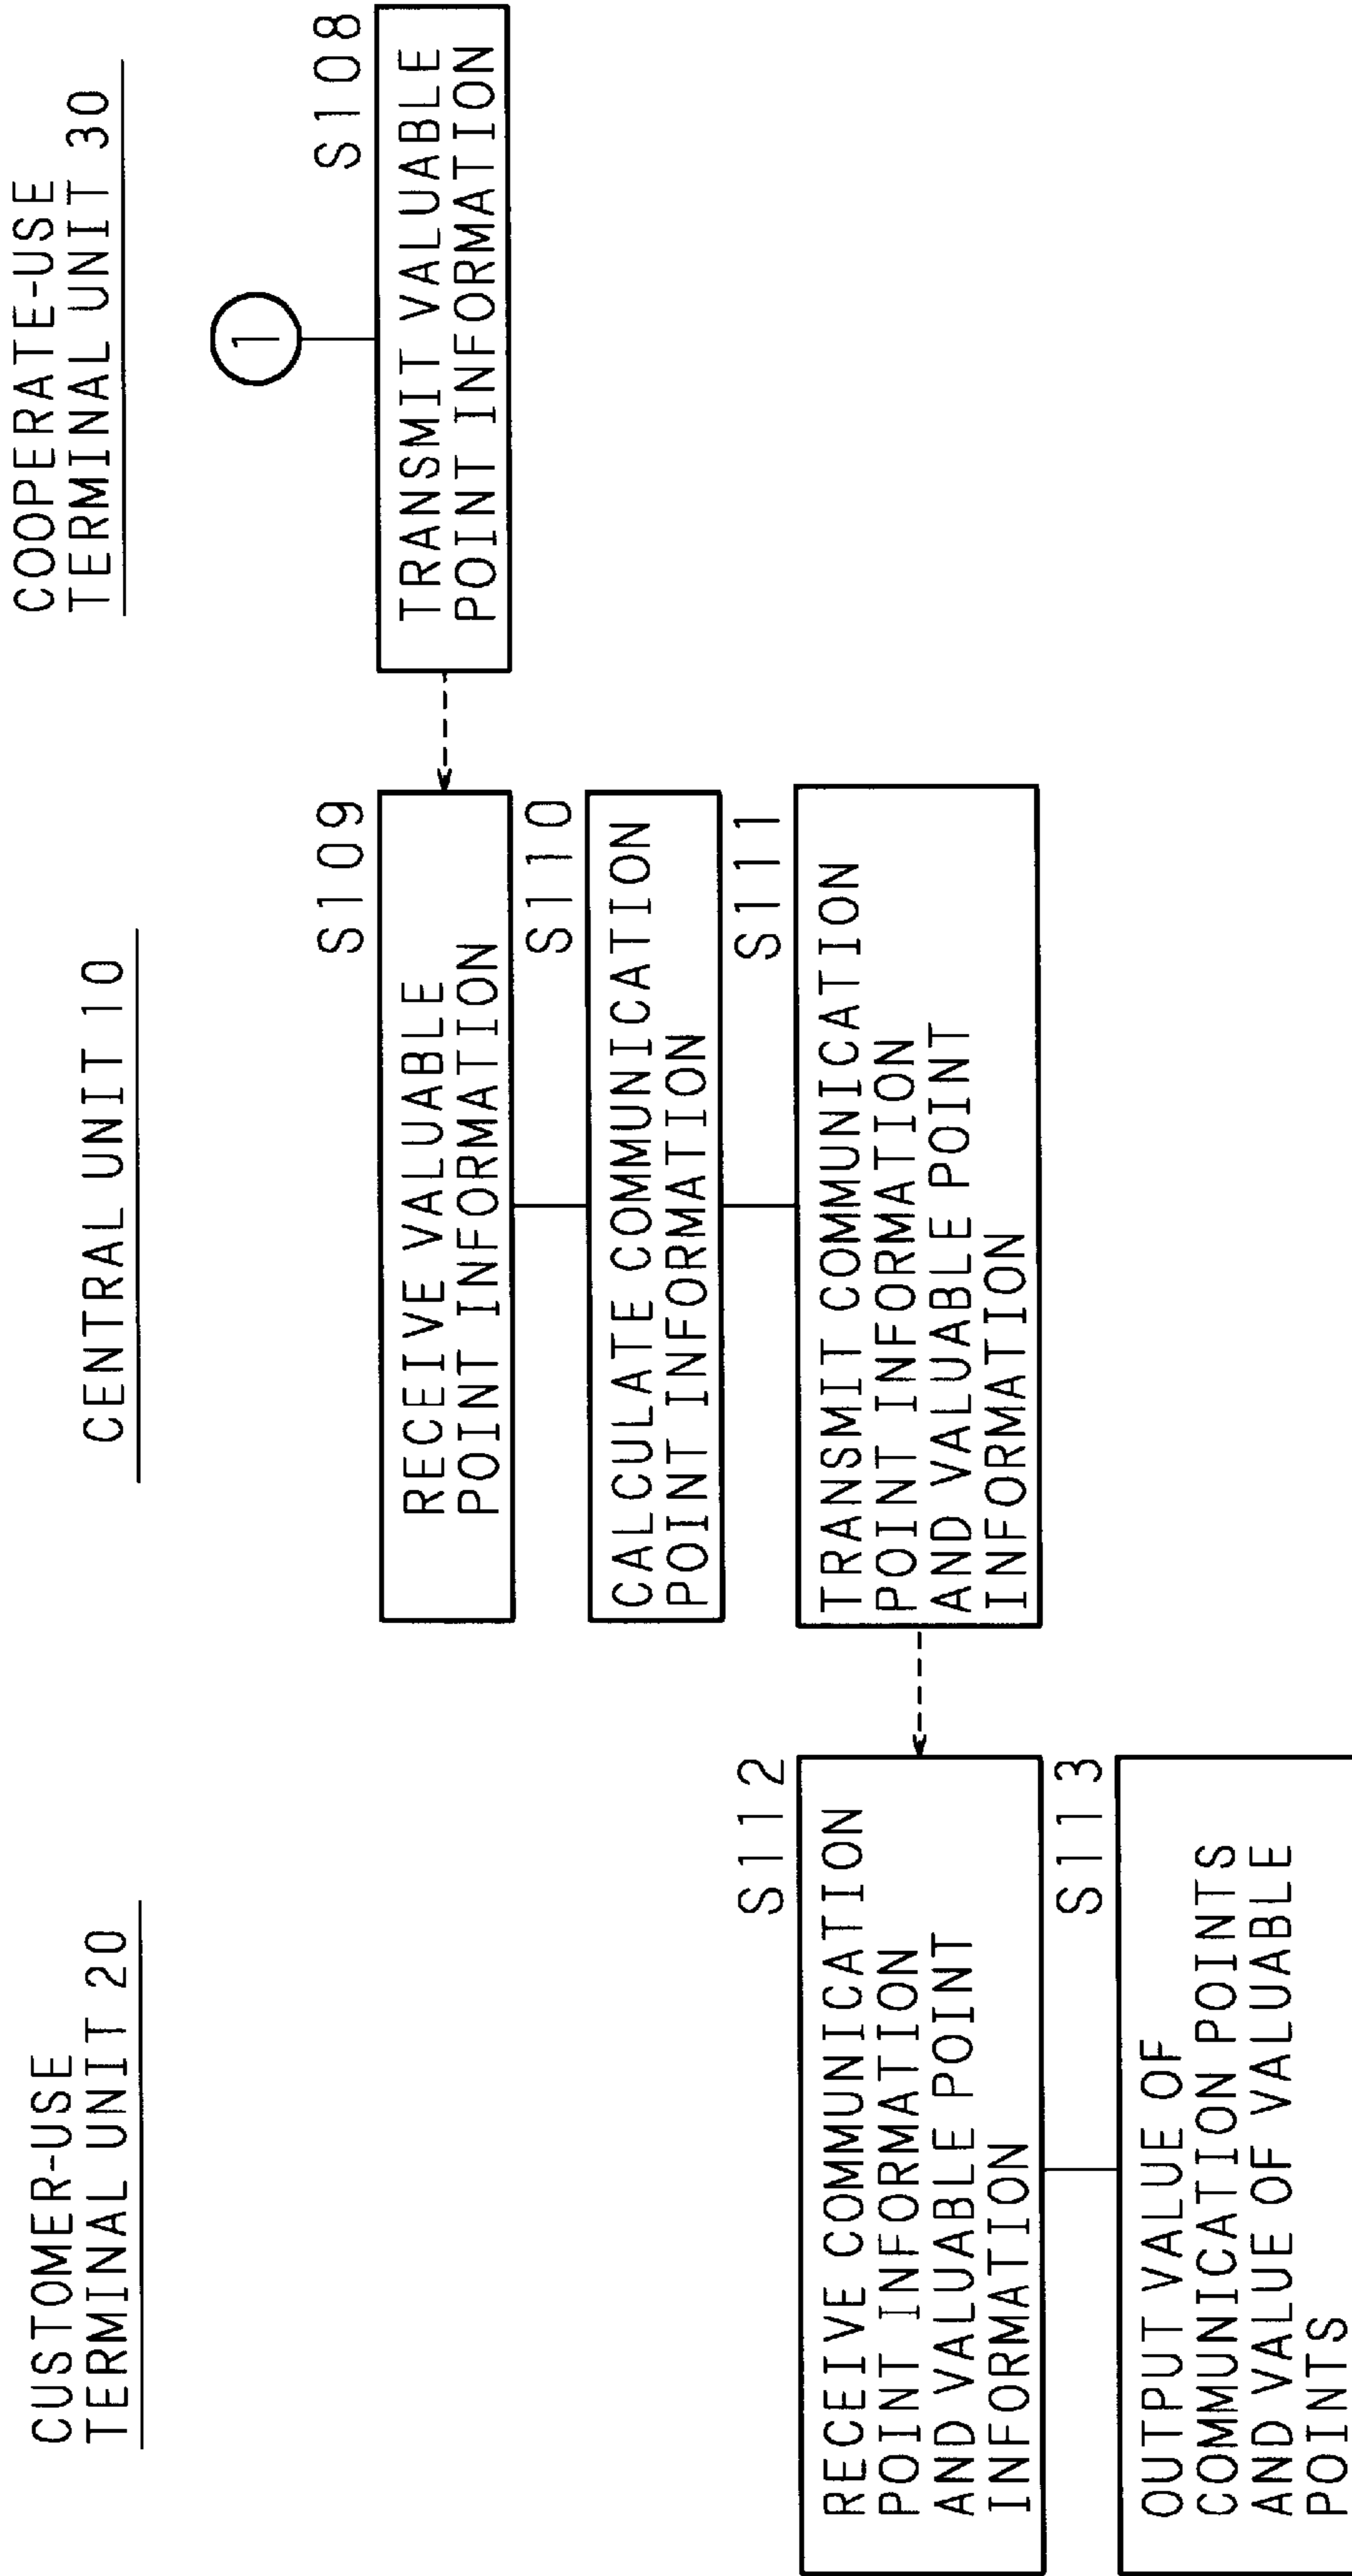 CUSTOMER-USE
TERMINAL UNIT 20
CENTRAL UNIT 10
COOPERATE-USE
TERMINAL UNIT 30
1
S108
TRANSMIT VALUABLE
POINT INFORMATION
S109
RECEIVE VALUABLE
POINT INFORMATION
S110
CALCULATE COMMUNICATION
POINT INFORMATION
S111
TRANSMIT COMMUNICATION
POINT INFORMATION
AND VALUABLE POINT
INFORMATION
S112
RECEIVE COMMUNICATION
POINT INFORMATION
AND VALUABLE POINT
INFORMATION
S113
OUTPUT VALUE OF
COMMUNICATION POINTS
AND VALUE OF VALUABLE
POINTS